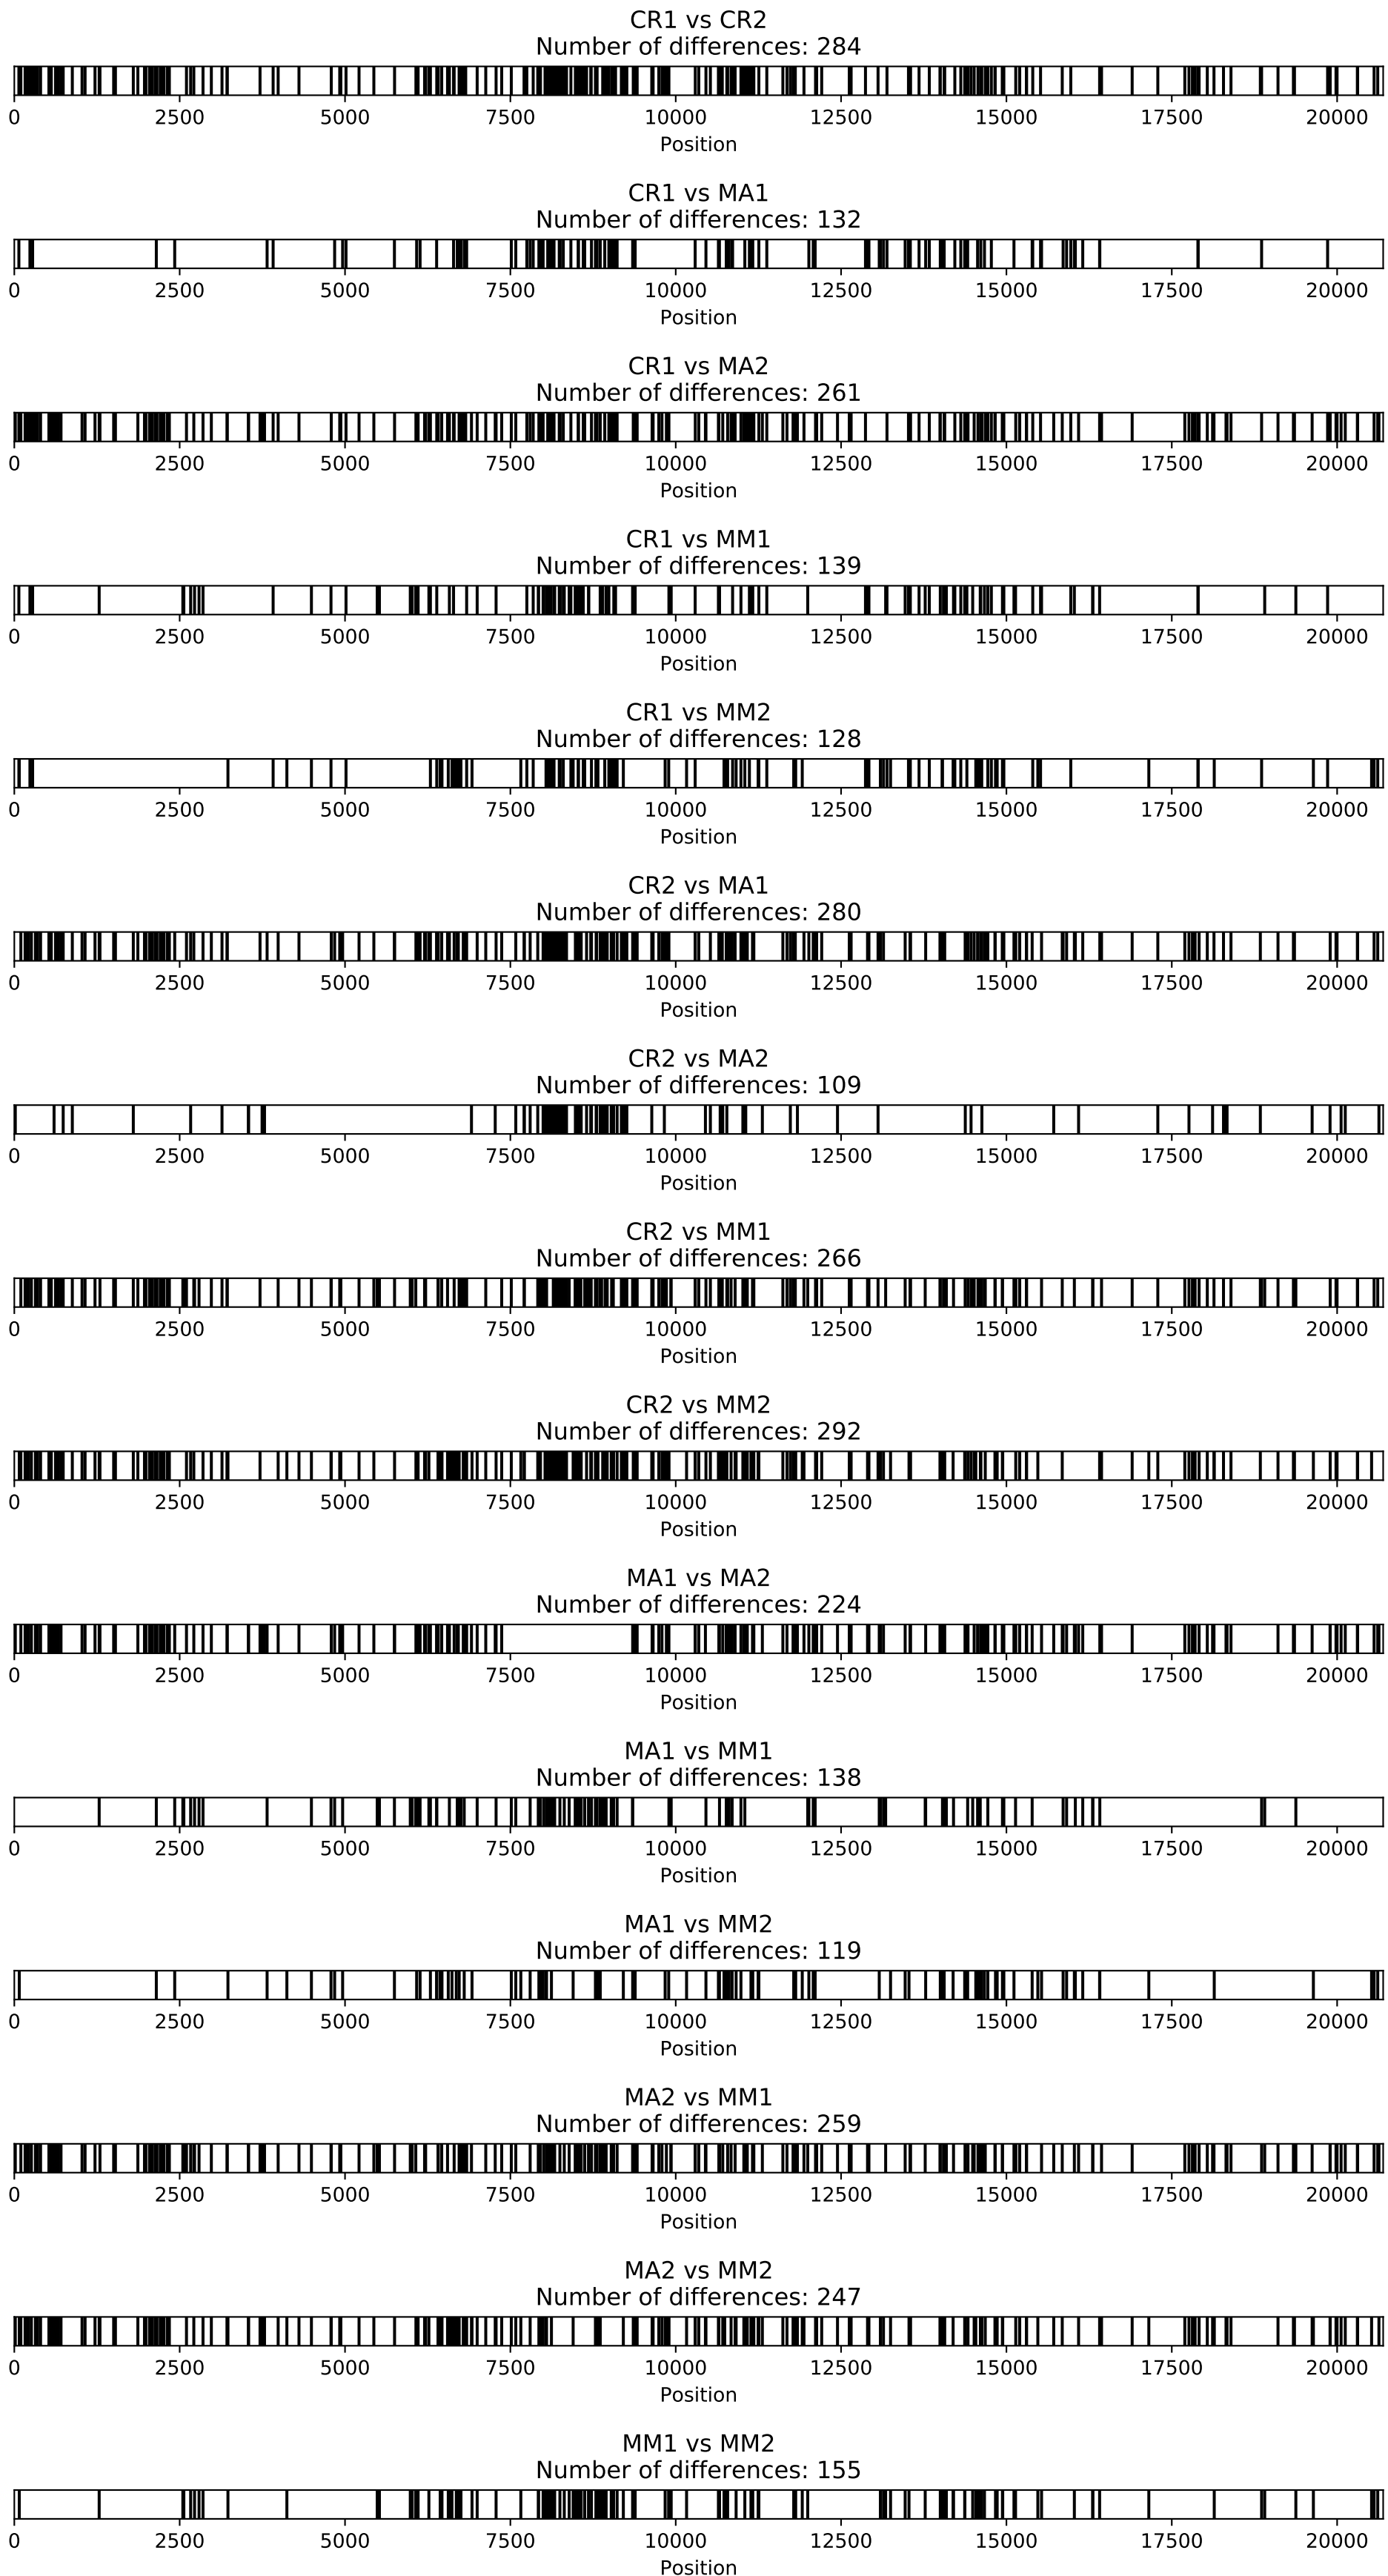 CR1 vs CR2
Number of differences: 284
0 2500 5000 7500 10000 12500 15000 17500 20000
Position
CR1 vs MA1
Number of differences: 132
0 2500 5000 7500 10000 12500 15000 17500 20000
Position
CR1 vs MA2
Number of differences: 261
0 2500 5000 7500 10000 12500 15000 17500 20000
Position
CR1 vs MM1
Number of differences: 139
0 2500 5000 7500 10000 12500 15000 17500 20000
Position
CR1 vs MM2
Number of differences: 128
0 2500 5000 7500 10000 12500 15000 17500 20000
Position
CR2 vs MA1
Number of differences: 280
0 2500 5000 7500 10000 12500 15000 17500 20000
Position
CR2 vs MA2
Number of differences: 109
0 2500 5000 7500 10000 12500 15000 17500 20000
Position
CR2 vs MM1
Number of differences: 266
0 2500 5000 7500 10000 12500 15000 17500 20000
Position
CR2 vs MM2
Number of differences: 292
0 2500 5000 7500 10000 12500 15000 17500 20000
Position
MA1 vs MA2
Number of differences: 224
0 2500 5000 7500 10000 12500 15000 17500 20000
Position
MA1 vs MM1
Number of differences: 138
0 2500 5000 7500 10000 12500 15000 17500 20000
Position
MA1 vs MM2
Number of differences: 119
0 2500 5000 7500 10000 12500 15000 17500 20000
Position
MA2 vs MM1
Number of differences: 259
0 2500 5000 7500 10000 12500 15000 17500 20000
Position
MA2 vs MM2
Number of differences: 247
0 2500 5000 7500 10000 12500 15000 17500 20000
Position
MM1 vs MM2
Number of differences: 155
0 2500 5000 7500 10000 12500 15000 17500 20000
Position